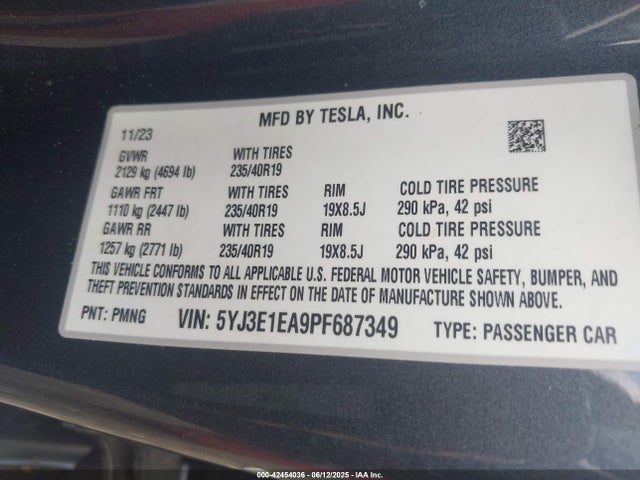 MFD BY TESLA, INC.
11/23
GVWR WITH TIRES
2129 kg (4694 lb) 235/40R19
GAWR FRT WITH TIRES RIM COLD TIRE PRESSURE
1110 kg (2447 lb) 235/40R19 19X8.5J 290 kPa, 42 psi
GAWR RR WITH TIRES RIM COLD TIRE PRESSURE
1257 kg (2771 lb) 235/40R19 19X8.5J 290 kPa, 42 psi
THIS VEHICLE CONFORMS TO ALL APPLICABLE U.S. FEDERAL MOTOR VEHICLE SAFETY, BUMPER, AND
THEFT PREVENTION STANDARDS IN EFFECT ON THE DATE OF MANUFACTURE SHOWN ABOVE.
PNT: PMNG VIN: 5YJ3E1EA9PF687349 TYPE: PASSENGER CAR
000-42454036 - 06/12/2025 - IAA Inc.